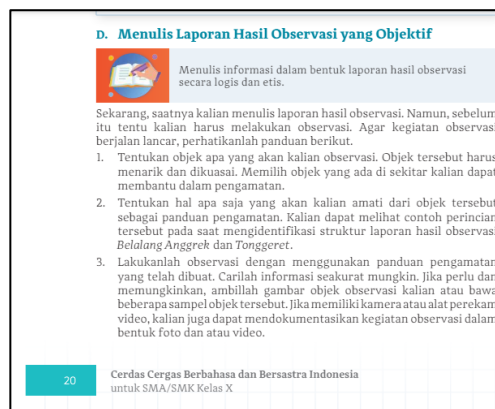 D. Menulis Laporan Hasil Observasi yang Objektif
Menulis informasi dalam bentuk laporan hasil observasi
secara logis dan etis.
Sekarang, saatnya kalian menulis laporan hasil observasi. Namun, sebelum
itu tentu kalian harus melakukan observasi. Agar kegiatan observasi
berjalan lancar, perhatikanlah panduan berikut.
1. Tentukan objek apa yang akan kalian observasi. Objek tersebut harus
menarik dan dikuasai. Memilih objek yang ada di sekitar kalian dapat
membantu dalam pengamatan.
2. Tentukan hal apa saja yang akan kalian amati dari objek tersebut
sebagai panduan pengamatan. Kalian dapat melihat contoh perincian
tersebut pada saat mengidentifikasi struktur laporan hasil observasi
Belalang Anggrek dan Tonggeret.
3. Lakukanlah observasi dengan menggunakan panduan pengamatan
yang telah dibuat. Carilah informasi seakurat mungkin. Jika perlu dan
memungkinkan, ambillah gambar objek observasi kalian atau bawa
beberapa sampel objek tersebut. Jika memiliki kamera atau alat perekam
video, kalian juga dapat mendokumentasikan kegiatan observasi dalam
bentuk foto dan atau video.
20 Cerdas Cergas Berbahasa dan Bersastra Indonesia
untuk SMA/SMK Kelas X